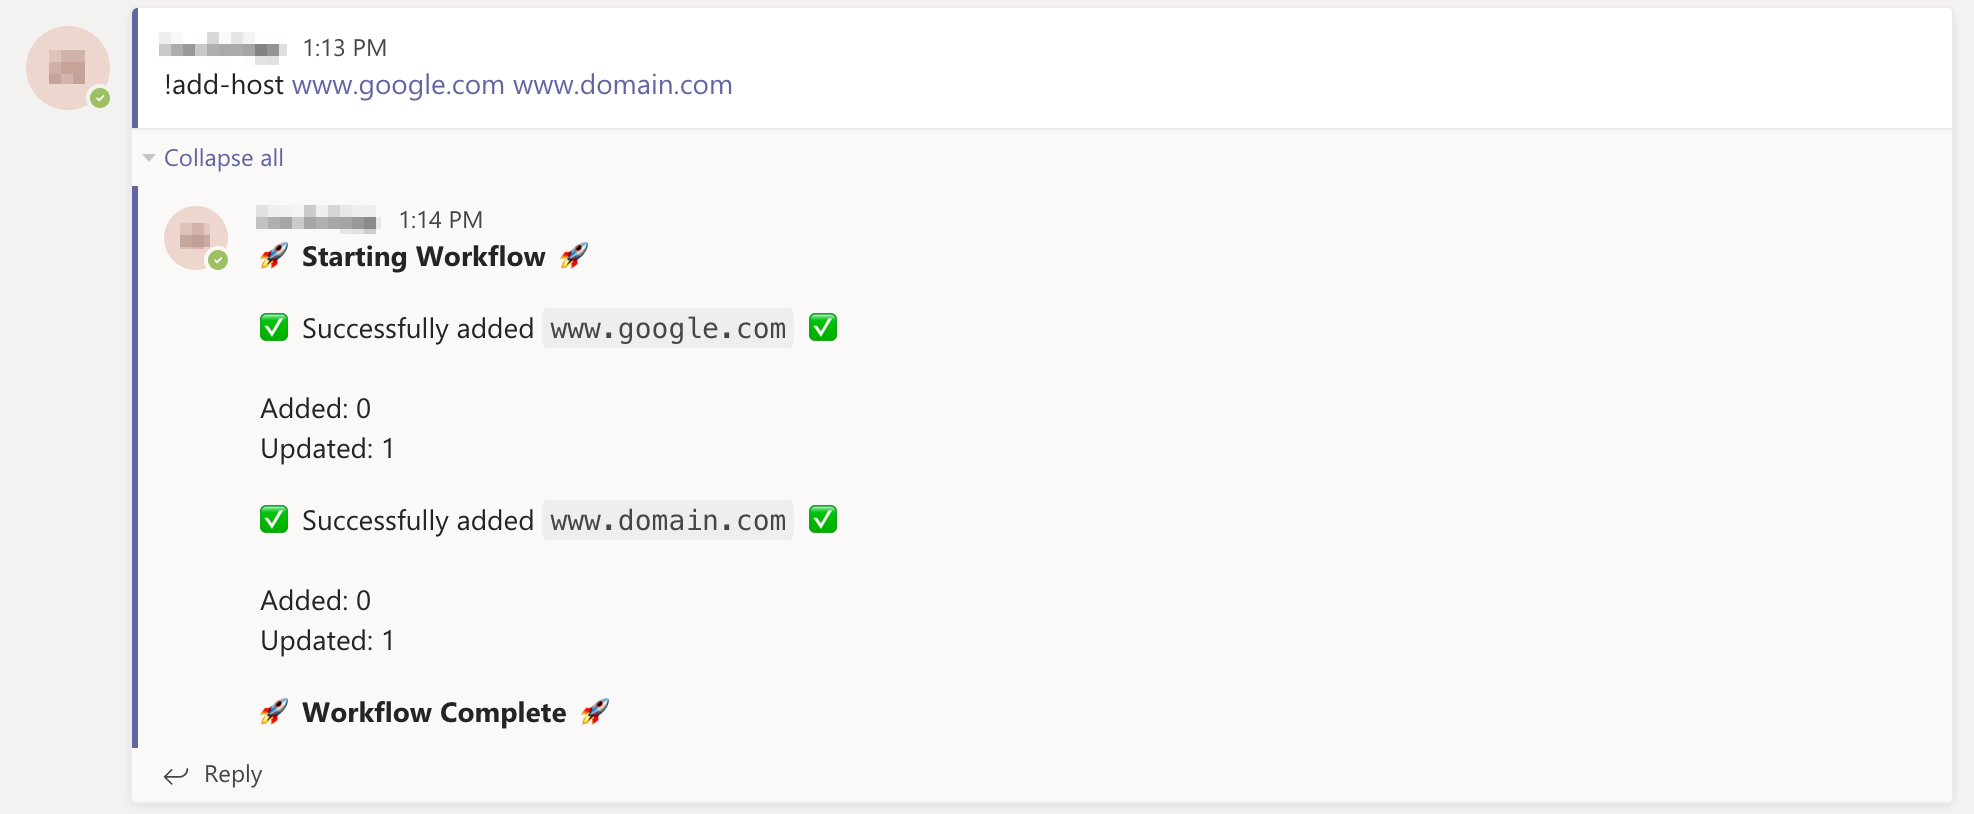 1:13 PM
!add-host www.google.com www.domain.com
Collapse all
1:14 PM
🚀 Starting Workflow 🚀
✅ Successfully added www.google.com ✅
Added: 0
Updated: 1
✅ Successfully added www.domain.com ✅
Added: 0
Updated: 1
🚀 Workflow Complete 🚀
Reply